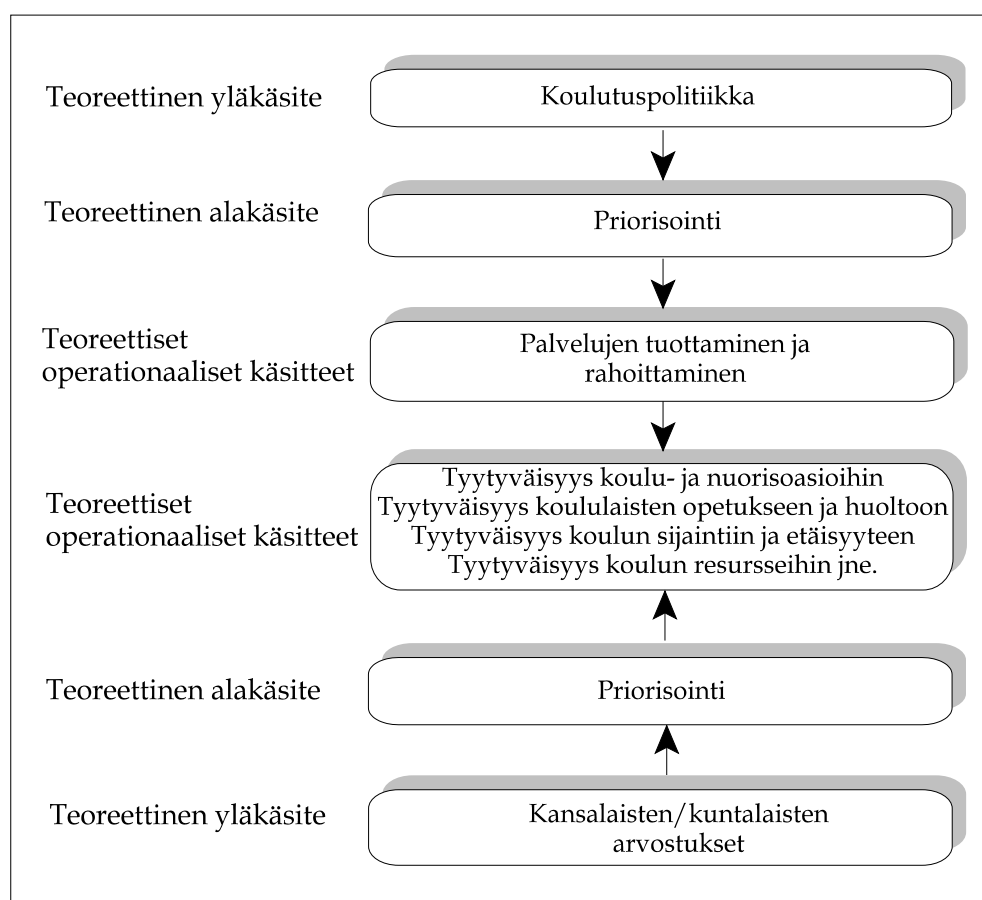 Teoreettinen yläkäsite
Koulutuspolitiikka
Teoreettinen alakäsite
Priorisointi
Teoreettiset
operationaaliset käsitteet
Palvelujen tuottaminen ja
rahoittaminen
Teoreettiset
operationaaliset käsitteet
Tyytyväisyys koulu- ja nuorisoasioihin
Tyytyväisyys koululaisten opetukseen ja huoltoon
Tyytyväisyys koulun sijaintiin ja etäisyyteen
Tyytyväisyys koulun resursseihin jne.
Teoreettinen alakäsite
Priorisointi
Teoreettinen yläkäsite
Kansalaisten/kuntalaisten
arvostukset